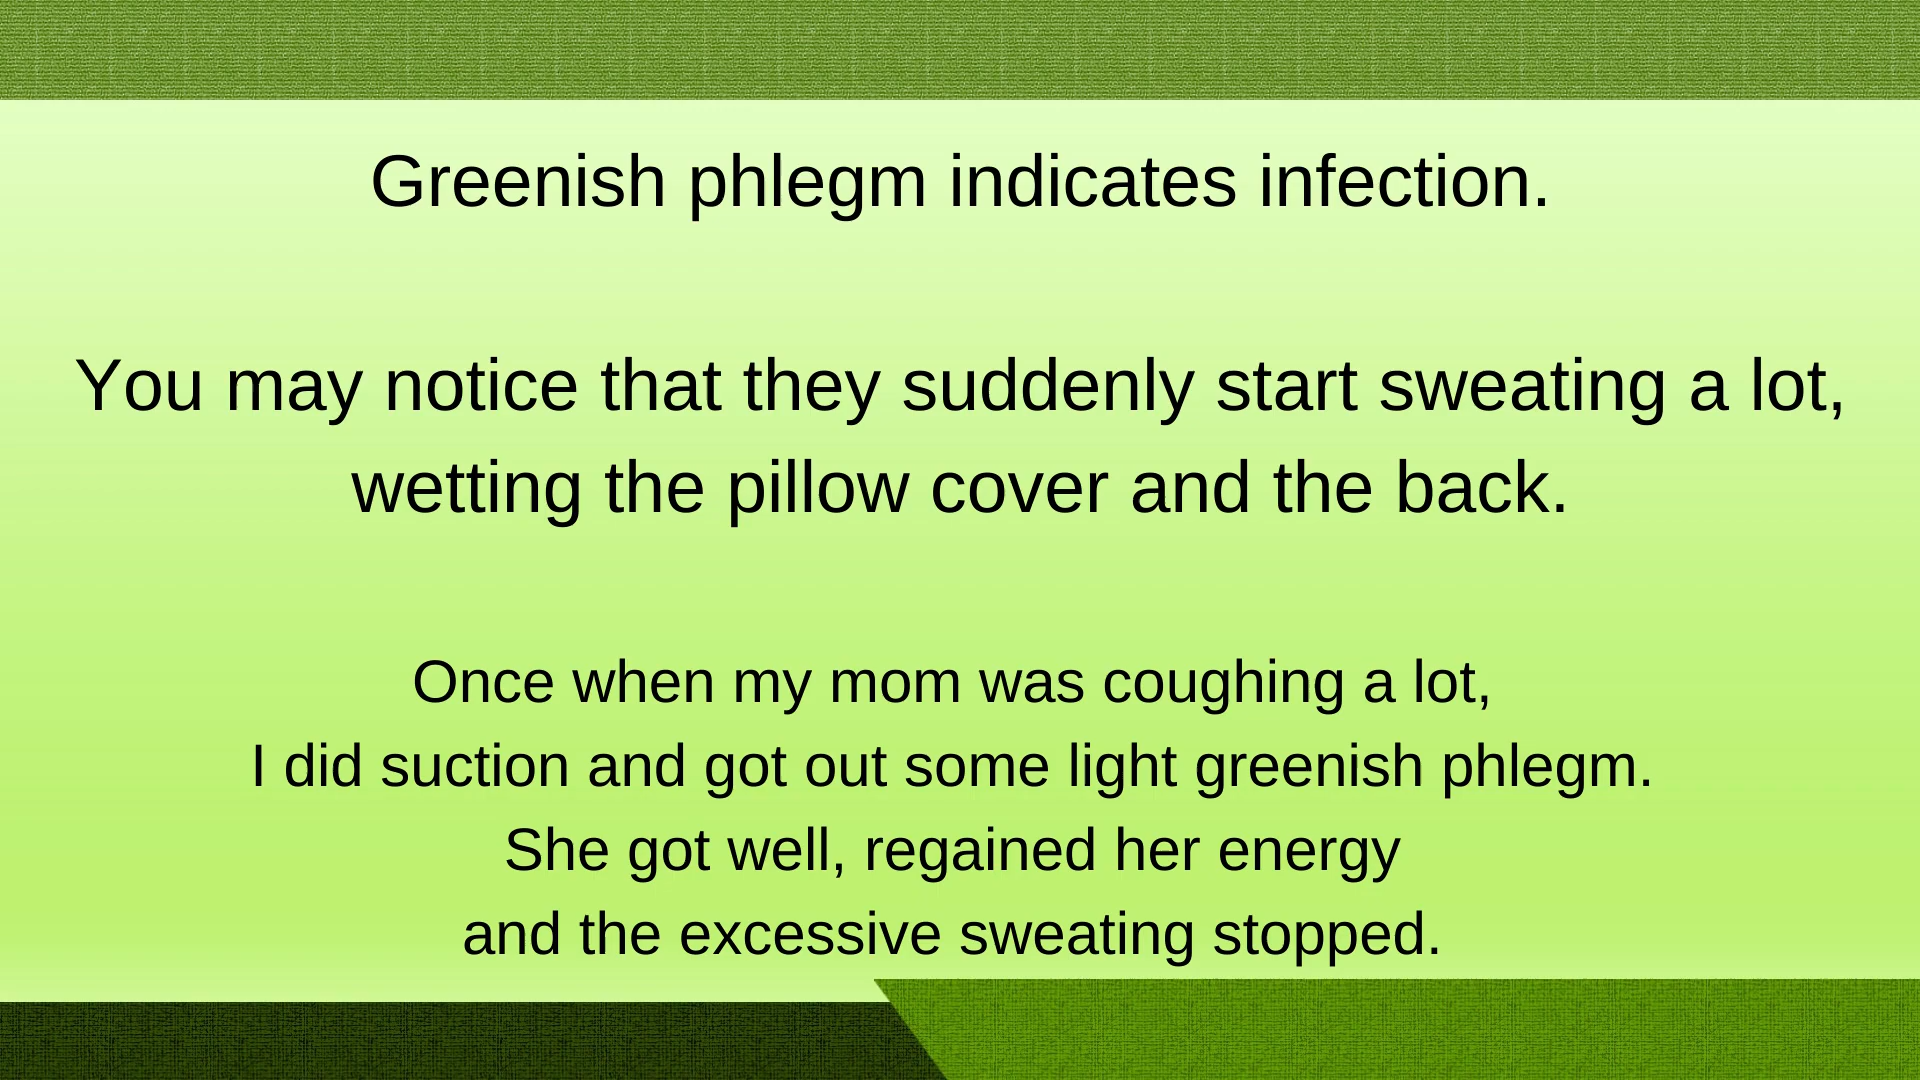 Greenish phlegm indicates infection.
You may notice that they suddenly start sweating a lot,
wetting the pillow cover and the back.
Once when my mom was coughing a lot,
I did suction and got out some light greenish phlegm.
She got well, regained her energy
and the excessive sweating stopped.